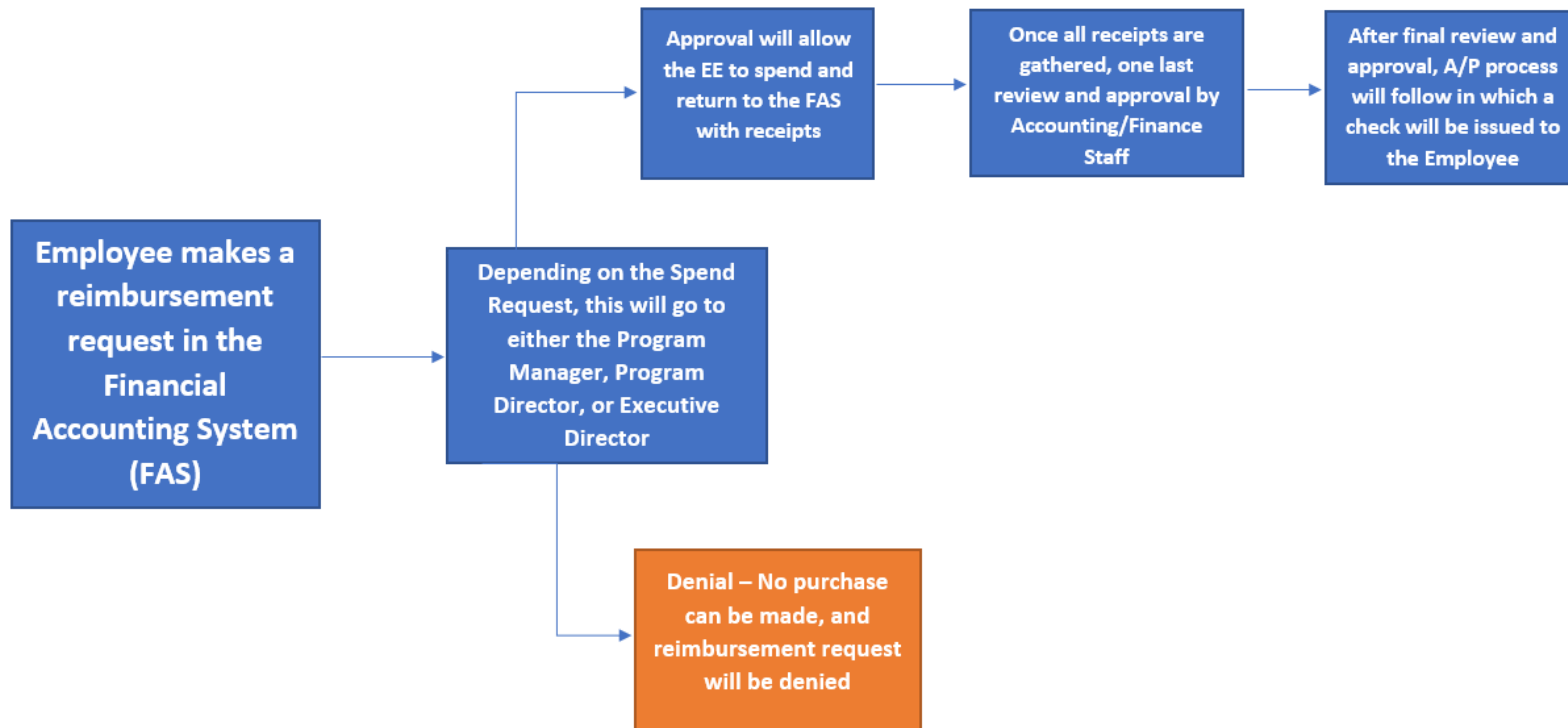 Employee makes a
reimbursement
request in the
Financial
Accounting System
(FAS)
Depending on the Spend
Request, this will go to
either the Program
Manager, Program
Director, or Executive
Director
Approval will allow
the EE to spend and
return to the FAS
with receipts
Once all receipts are
gathered, one last
review and approval by
Accounting/Finance
Staff
After final review and
approval, A/P process
will follow in which a
check will be issued to
the Employee
Denial – No purchase
can be made, and
reimbursement request
will be denied